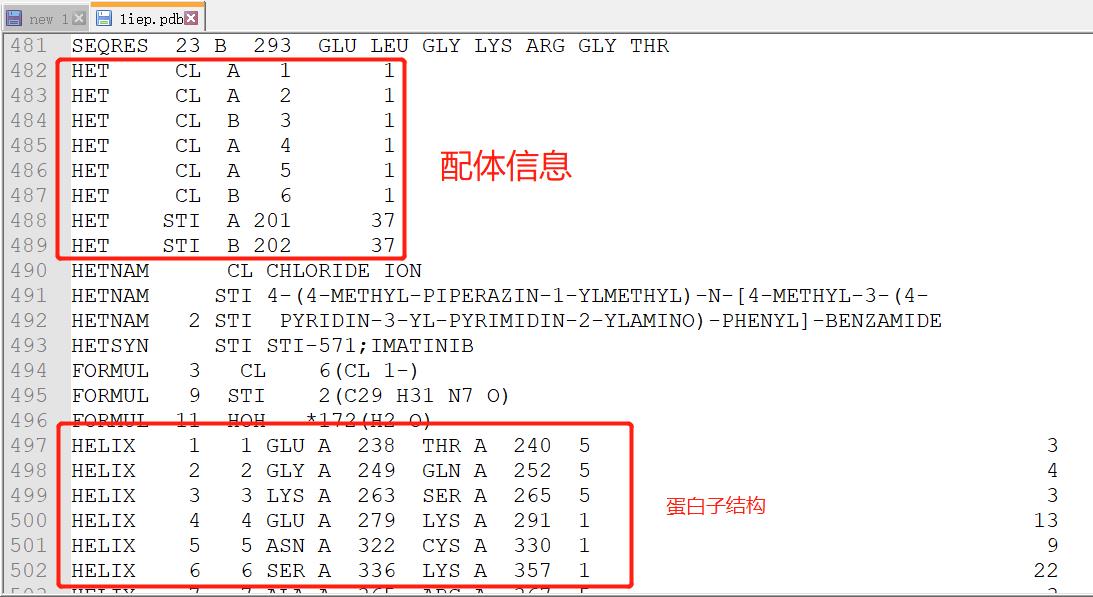 new 1 1iep.pdb
481 SEQRES 23 B 293 GLU LEU GLY LYS ARG GLY THR
482 HET CL A 1 1
483 HET CL A 2 1
484 HET CL B 3 1
485 HET CL A 4 1
486 HET CL A 5 1
487 HET CL B 6 1
488 HET STI A 201 37
489 HET STI B 202 37
配体信息
490 HETNAM CL CHLORIDE ION
491 HETNAM STI 4-(4-METHYL-PIPERAZIN-1-YLMETHYL)-N-[4-METHYL-3-(4-
492 HETNAM 2 STI PYRIDIN-3-YL-PYRIMIDIN-2-YLAMINO)-PHENYL]-BENZAMIDE
493 HETSYN STI STI-571;IMATINIB
494 FORMUL 3 CL 6(CL 1-)
495 FORMUL 9 STI 2(C29 H31 N7 O)
496 FORMUL 11 HOH *172(H2 O)
497 HELIX 1 1 GLU A 238 THR A 240 5 3
498 HELIX 2 2 GLY A 249 GLN A 252 5 4
499 HELIX 3 3 LYS A 263 SER A 265 5 3
500 HELIX 4 4 GLU A 279 LYS A 291 1 13
501 HELIX 5 5 ASN A 322 CYS A 330 1 9
502 HELIX 6 6 SER A 336 LYS A 357 1 22
蛋白子结构